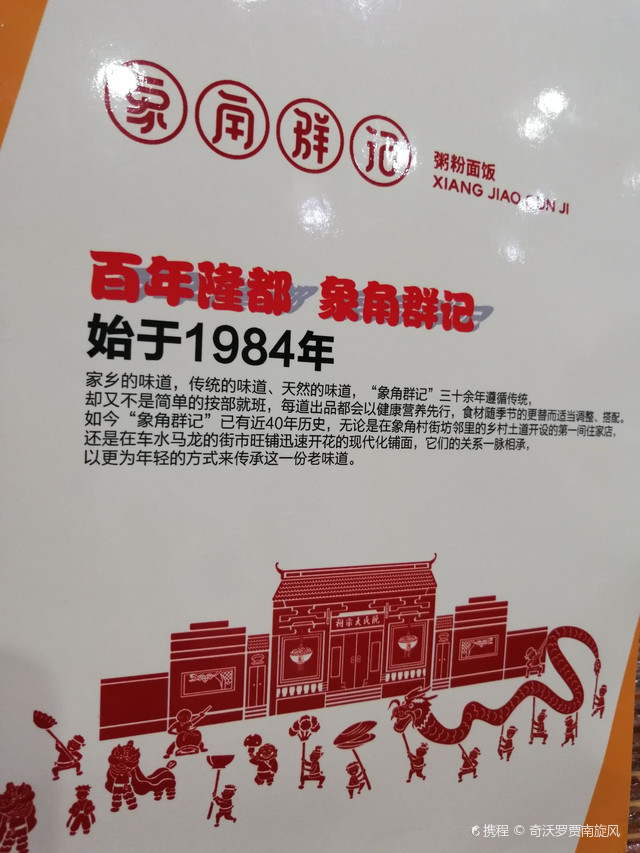 象角群记
粥粉面饭
XIANG JIAO QUN JI
百年隆都 象角群记
始于1984年
家乡的味道，传统的味道、天然的味道，“象角群记”三十余年遵循传统，
却又不是简单的按部就班，每道出品都会以健康营养先行，食材随季节的更替而适当调整、搭配。
如今“象角群记”已有近40年历史，无论是在象角村街坊邻里的乡村土道开设的第一间住家店，
还是在车水马龙的街市旺铺迅速开花的现代化铺面，它们的关系一脉相承，
以更为年轻的方式来传承这一份老味道。
祠宗大氏阮
携程 © 奇沃罗贾南旋风